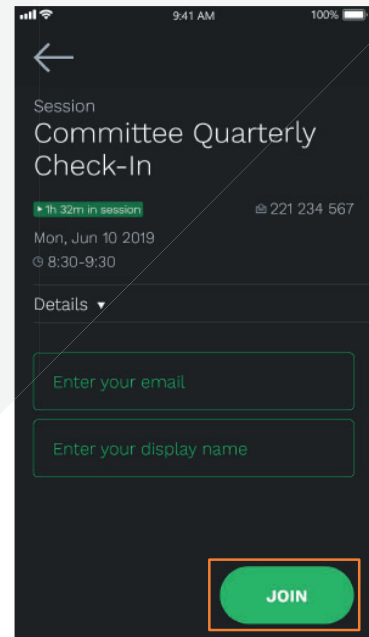 9:41 AM 100%
Session
Committee Quarterly
Check-In
1h 32m in session 221 234 567
Mon, Jun 10 2019
8:30-9:30
Details
Enter your email
Enter your display name
JOIN